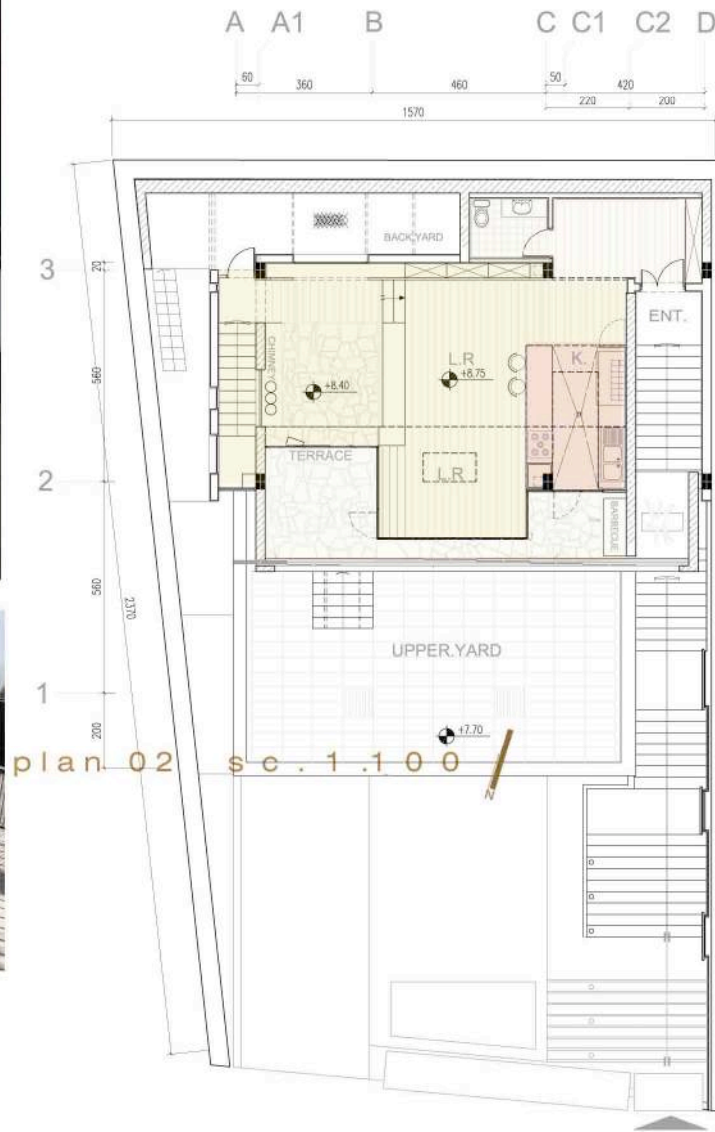 A A1 B C C1 C2 D
60 360 460 50 420
220 200
1570
3
BACK.YARD
20
ENT.
CHIMNEY
L.R
K.
+8.40
+8.75
560
2
TERRACE
L.R
BARBECUE
560
2370
UPPER.YARD
1
200
+7.70
plan 02 sc.1.100
N